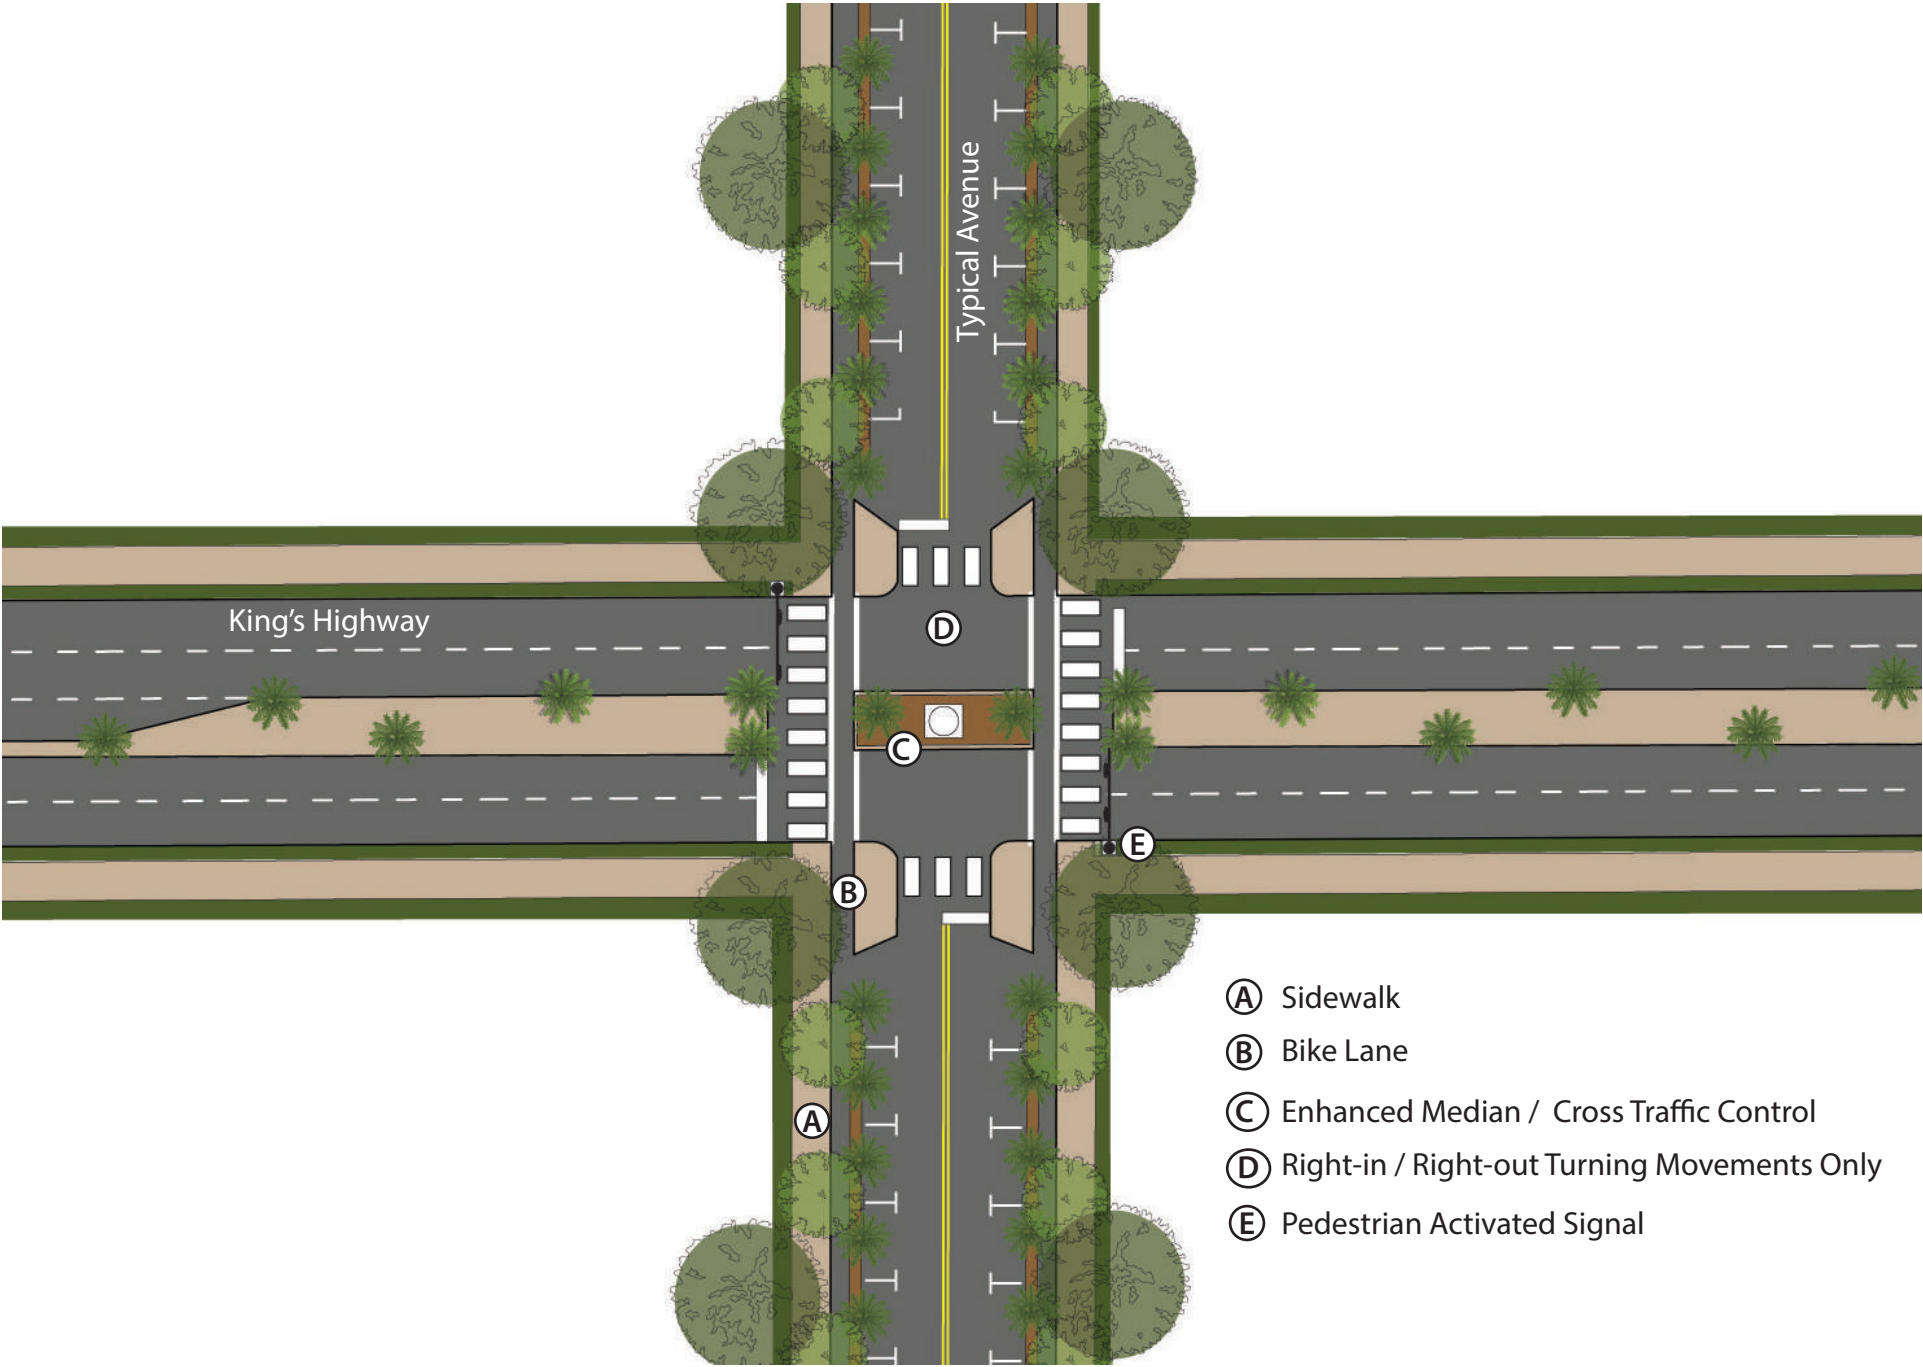 Typical Avenue
King's Highway
D
C
E
B
A
A Sidewalk
B Bike Lane
C Enhanced Median / Cross Traffic Control
D Right-in / Right-out Turning Movements Only
E Pedestrian Activated Signal